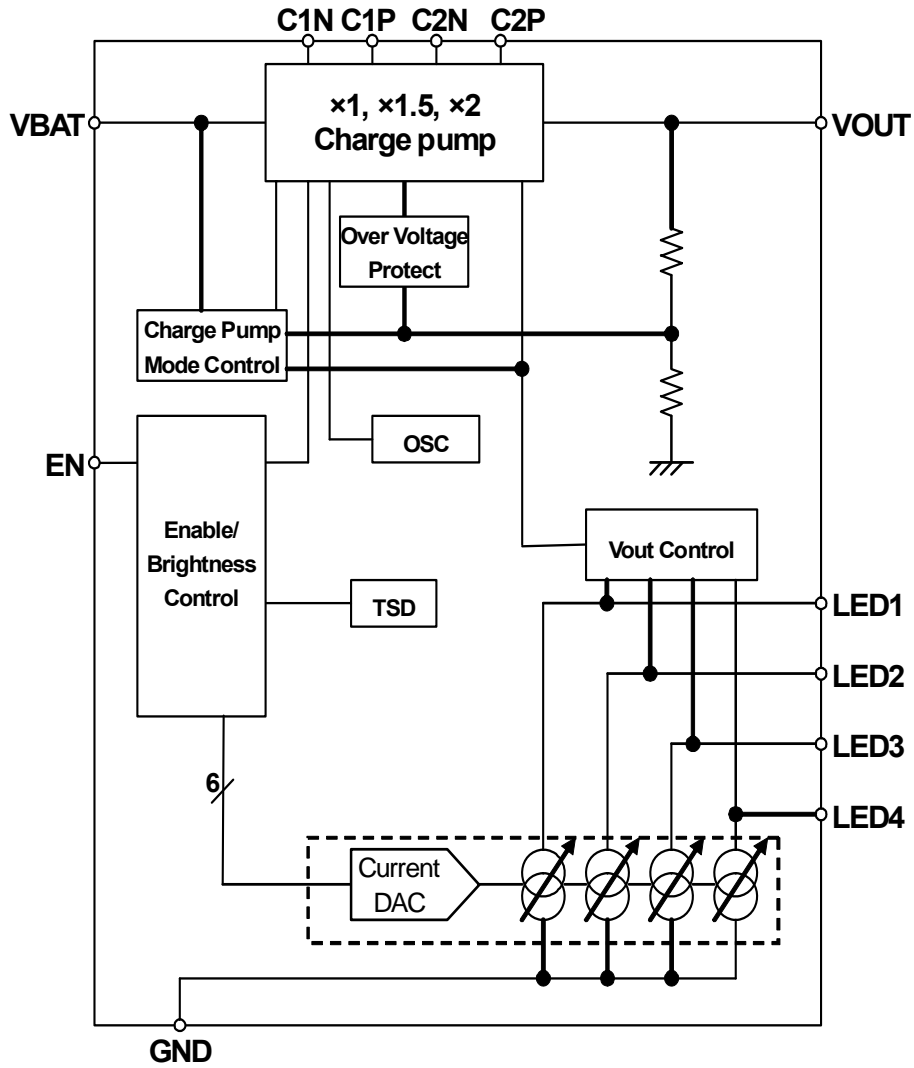 C1N C1P C2N C2P
×1, ×1.5, ×2
Charge pump
VBAT
VOUT
Over Voltage
Protect
Charge Pump
Mode Control
OSC
EN
Enable/
Brightness
Control
Vout Control
TSD
LED1
LED2
LED3
6
LED4
Current
DAC
GND